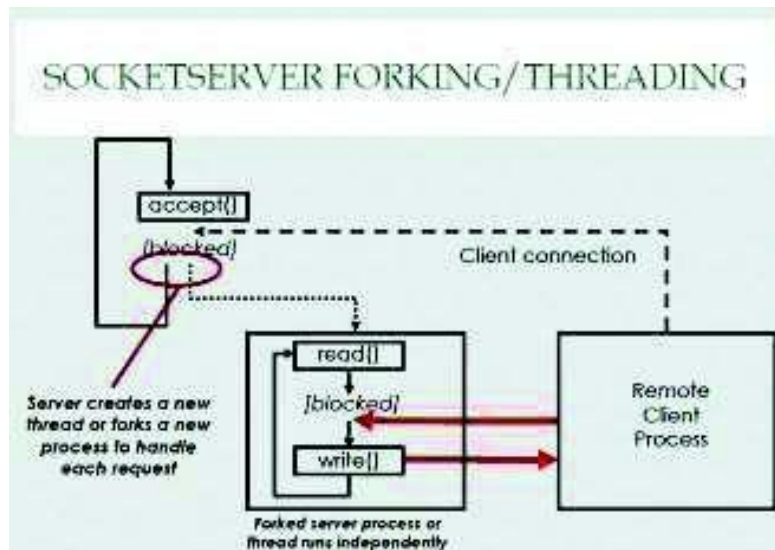 SOCKETSERVER FORKING/THREADING
accept()
[blocked]
Client connection
read()
[blocked]
write()
Remote
Client
Process
Server creates a new
thread or forks a new
process to handle
each request
Forked server process or
thread runs independently